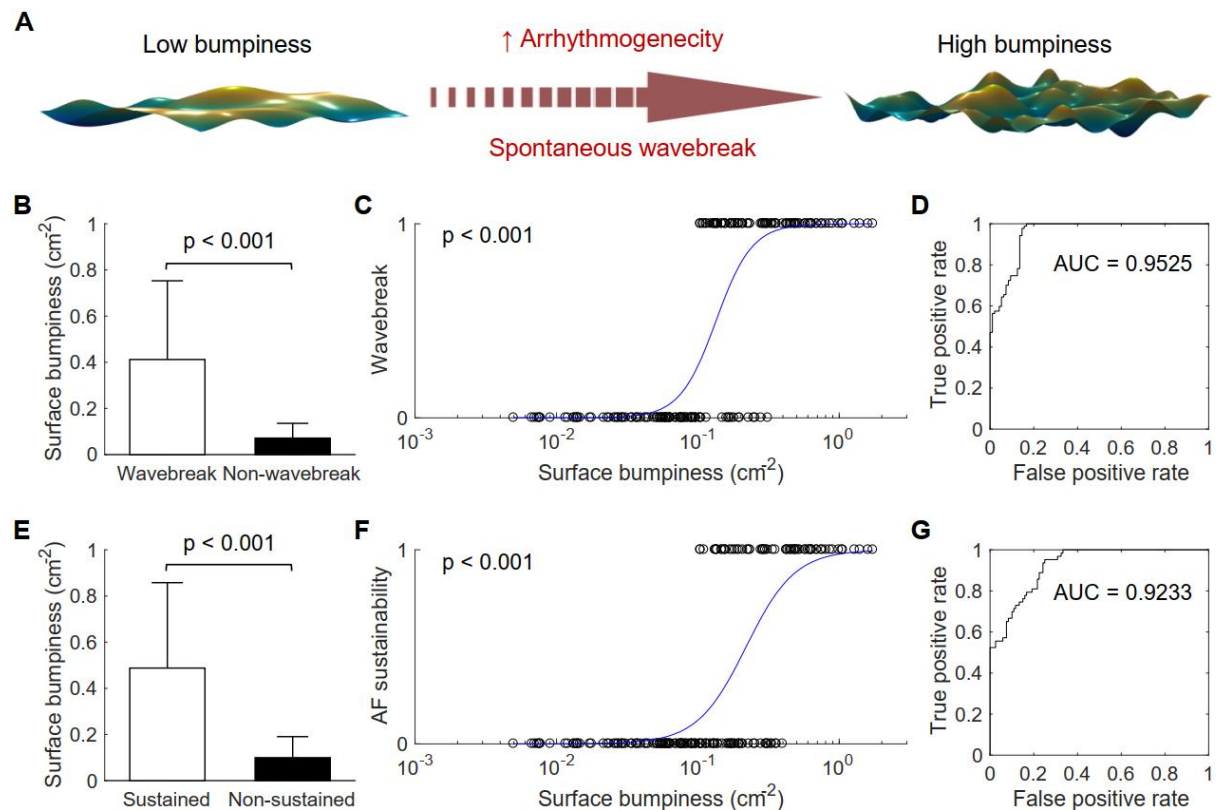 A
Low bumpiness
↑ Arrhythmogenecity
High bumpiness
Spontaneous wavebreak
B
Surface bumpiness (cm⁻²)
1
0.8
0.6
0.4
0.2
0
p < 0.001
Wavebreak Non-wavebreak
C
Wavebreak
1
0
p < 0.001
10⁻³ 10⁻² 10⁻¹ 10⁰
Surface bumpiness (cm⁻²)
D
True positive rate
1
0.8
0.6
0.4
0.2
0
AUC = 0.9525
0 0.2 0.4 0.6 0.8 1
False positive rate
E
Surface bumpiness (cm⁻²)
1
0.8
0.6
0.4
0.2
0
p < 0.001
Sustained Non-sustained
F
AF sustainability
1
0
p < 0.001
10⁻³ 10⁻² 10⁻¹ 10⁰
Surface bumpiness (cm⁻²)
G
True positive rate
1
0.8
0.6
0.4
0.2
0
AUC = 0.9233
0 0.2 0.4 0.6 0.8 1
False positive rate